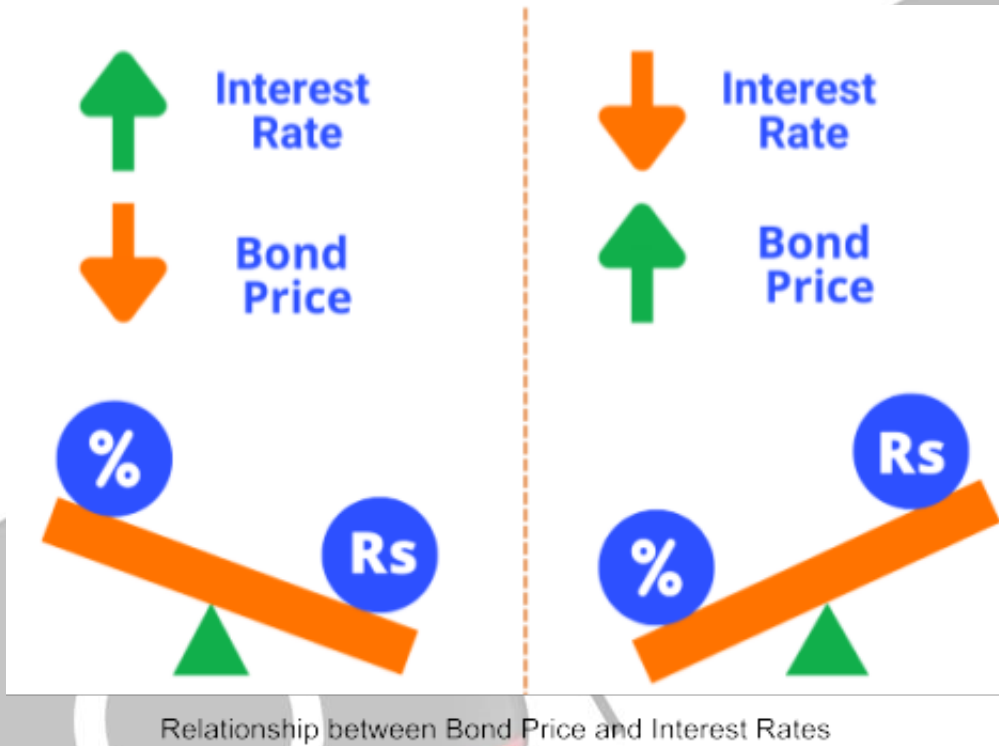 Interest
Rate
Bond
Price
%
Rs
Interest
Rate
Bond
Price
Rs
%
Relationship between Bond Price and Interest Rates